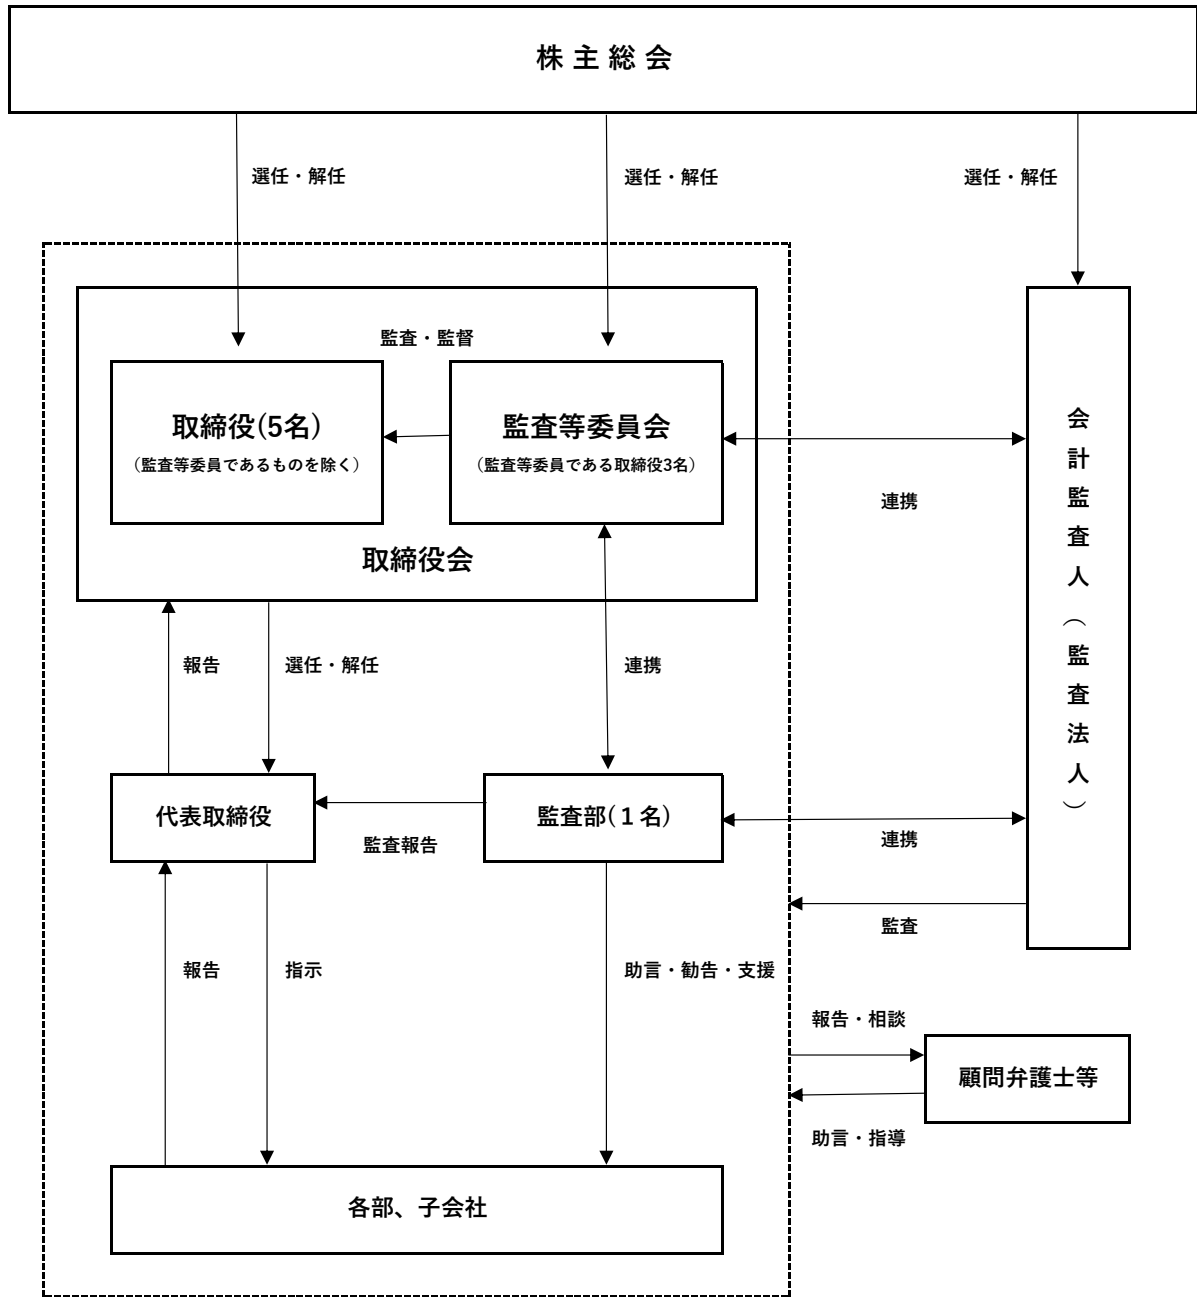 株主総会
選任・解任
選任・解任
選任・解任
監査・監督
取締役(5名)
（監査等委員であるものを除く）
監査等委員会
（監査等委員である取締役3名）
取締役会
連携
会計監査人（監査法人）
報告
選任・解任
連携
代表取締役
監査報告
監査部(１名)
連携
監査
報告
指示
助言・勧告・支援
報告・相談
顧問弁護士等
助言・指導
各部、子会社